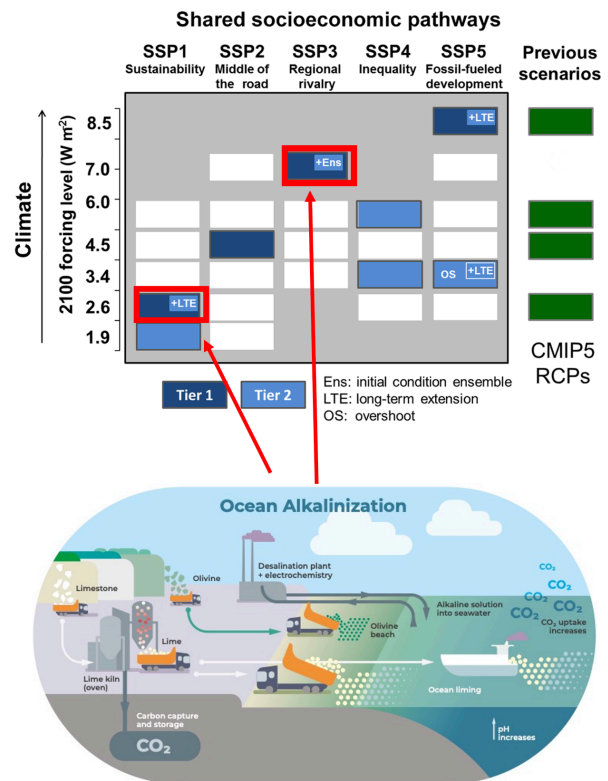 Shared socioeconomic pathways
SSP1
Sustainability
SSP2
Middle of
the road
SSP3
Regional
rivalry
SSP4
Inequality
SSP5
Fossil-fueled
development
Previous
scenarios
Climate
2100 forcing level (W m²)
8.5
7.0
6.0
4.5
3.4
2.6
1.9
+LTE
+Ens
OS
+LTE
+LTE
CMIP5
RCPs
Tier 1
Tier 2
Ens: initial condition ensemble
LTE: long-term extension
OS: overshoot
Ocean Alkalinization
Limestone
Olivine
Desalination plant
+ electrochemistry
Alkaline solution
into seawater
CO₂
CO₂
CO₂
CO₂
CO₂
CO₂
CO₂ uptake
increases
Olivine
beach
Lime
Lime kiln
(oven)
Ocean liming
Carbon capture
and storage
CO₂
pH
increases